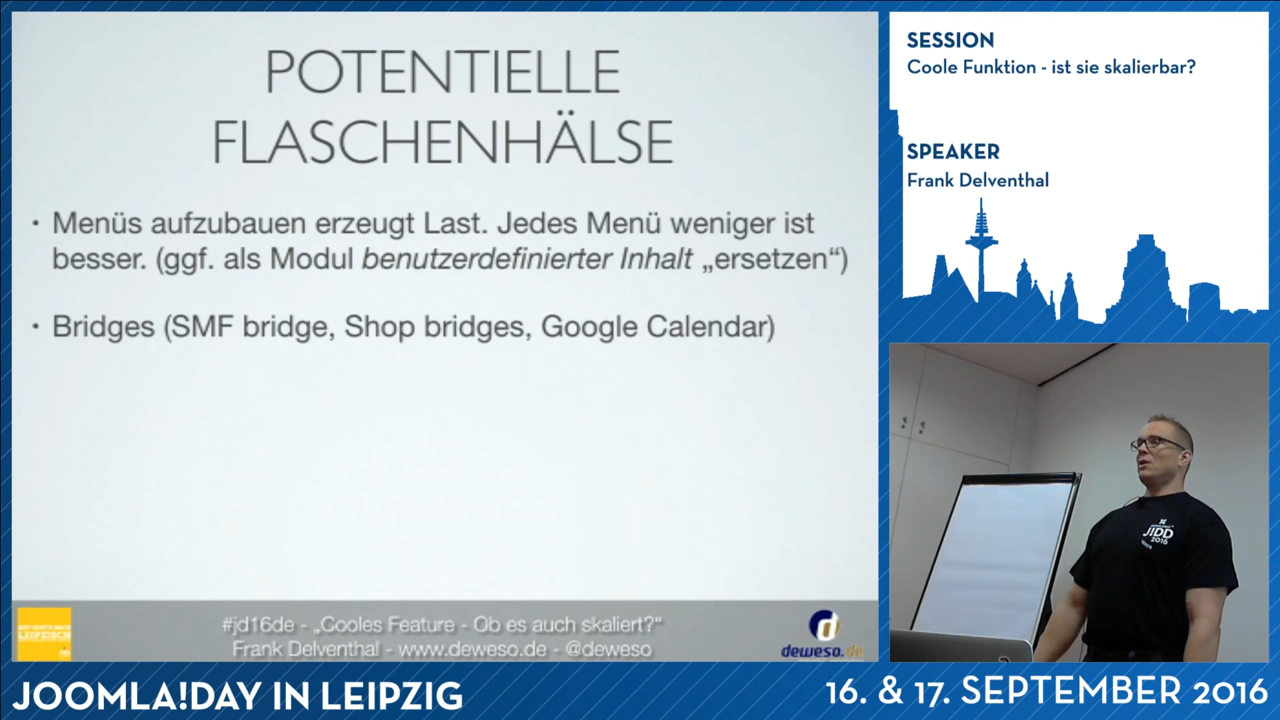 POTENTIELLE
FLASCHENHÄLSE
• Menüs aufzubauen erzeugt Last. Jedes Menü weniger ist
besser. (ggf. als Modul benutzerdefinierter Inhalt „ersetzen“)
• Bridges (SMF bridge, Shop bridges, Google Calendar)
#jd16de - „Cooles Feature - Ob es auch skaliert?“
Frank Delventhal - www.deweso.de - @deweso
deweso.de
SESSION
Coole Funktion - ist sie skalierbar?
SPEAKER
Frank Delventhal
2016
JOOMLA!DAY IN LEIPZIG
16. & 17. SEPTEMBER 2016